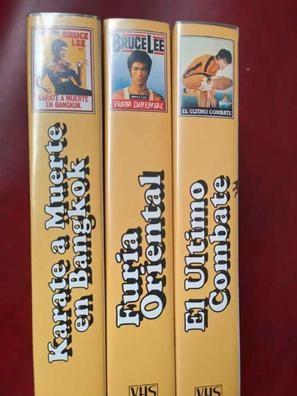 BRUCE LEE
KARATE A MUERTE
EN BANGKOK
Karate a Muerte
en Bangkok
BRUCE LEE
FURIA ORIENTAL
Furia
Oriental
VHS
EL ULTIMO COMBATE
El Ultimo
Combate
VHS